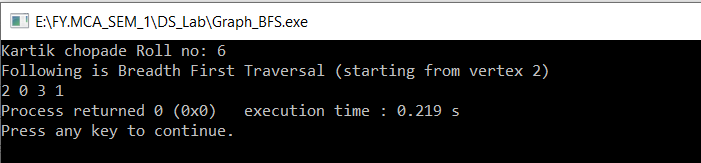 E:\FY.MCA_SEM_1\DS_Lab\Graph_BFS.exe
Kartik chopade Roll no: 6
Following is Breadth First Traversal (starting from vertex 2)
2 0 3 1
Process returned 0 (0x0)   execution time : 0.219 s
Press any key to continue.